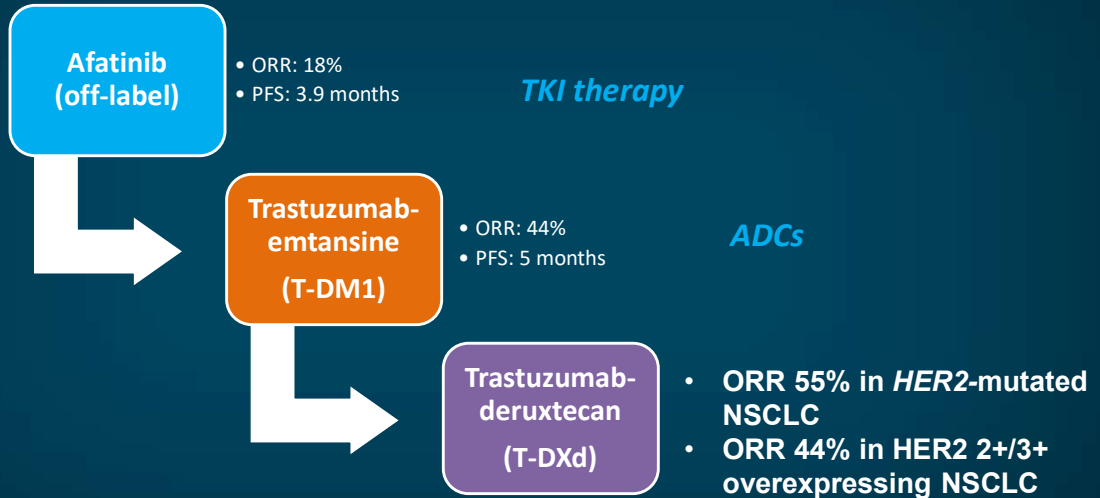 Afatinib
(off-label)
• ORR: 18%
• PFS: 3.9 months
TKI therapy
Trastuzumab-
emtansine
(T-DM1)
• ORR: 44%
• PFS: 5 months
ADCs
Trastuzumab-
deruxtecan
(T-DXd)
• ORR 55% in HER2-mutated
NSCLC
• ORR 44% in HER2 2+/3+
overexpressing NSCLC